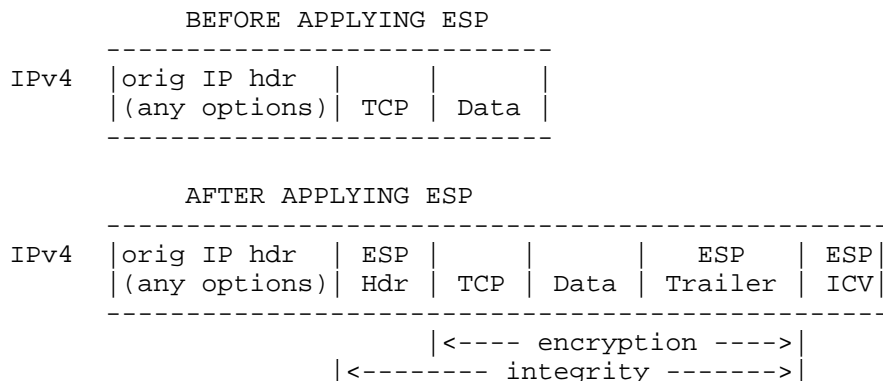 BEFORE APPLYING ESP
----------------------------
IPv4 |orig IP hdr | | |
|(any options)| TCP | Data |
----------------------------
AFTER APPLYING ESP
-------------------------------------------------
IPv4 |orig IP hdr | ESP | | | ESP | ESP|
|(any options)| Hdr | TCP | Data | Trailer | ICV|
-------------------------------------------------
|<---- encryption ---->|
|<-------- integrity ------->|